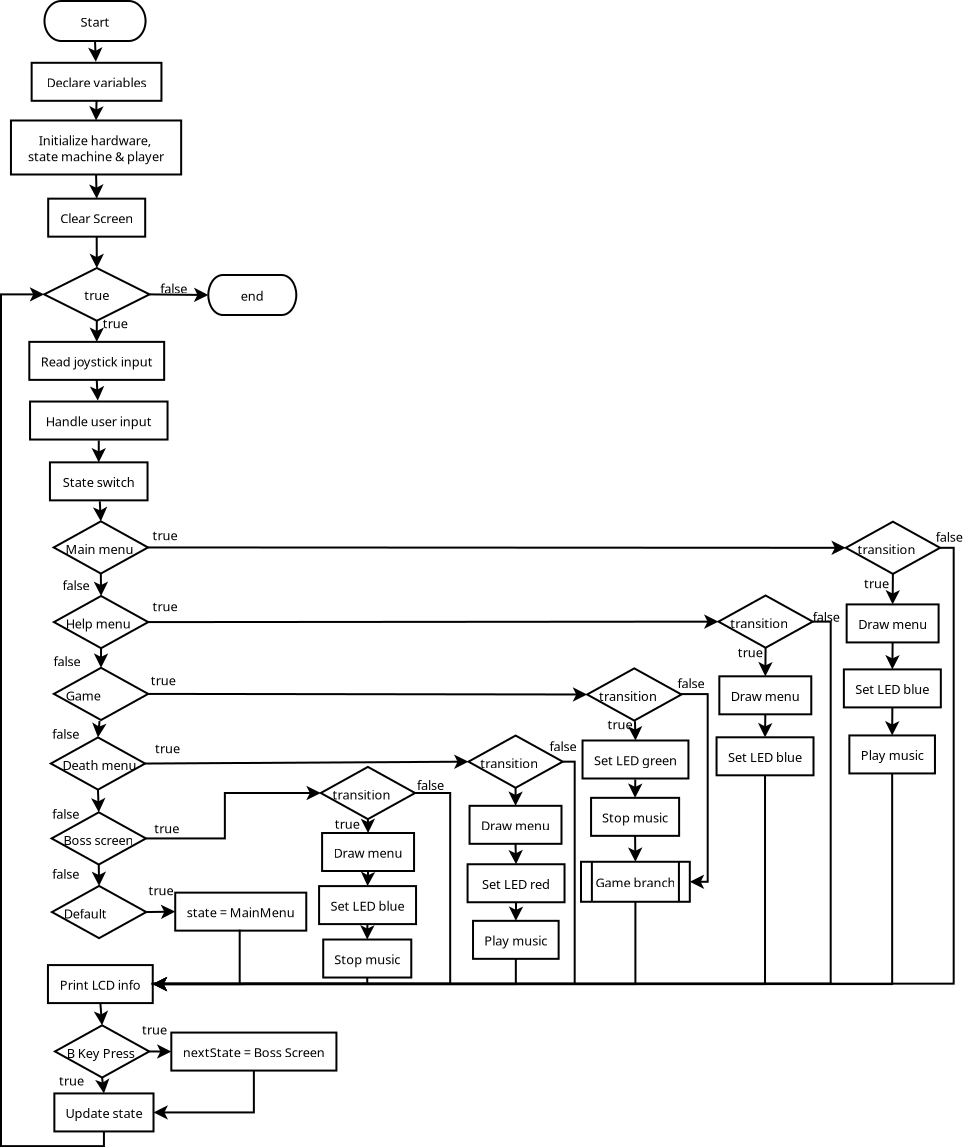 Start
Declare variables
Initialize hardware,
state machine & player
Clear Screen
true
false
end
true
Read joystick input
Handle user input
State switch
Main menu
true
transition
false
false
true
Draw menu
Help menu
true
transition
false
false
true
Draw menu
Set LED blue
Game
true
transition
false
false
true
Set LED green
Set LED blue
Play music
Death menu
true
transition
false
false
Draw menu
Stop music
Boss screen
true
transition
false
false
true
Draw menu
Set LED red
Game branch
Default
true
state = MainMenu
Set LED blue
Play music
Stop music
Print LCD info
B Key Press
true
nextState = Boss Screen
true
Update state